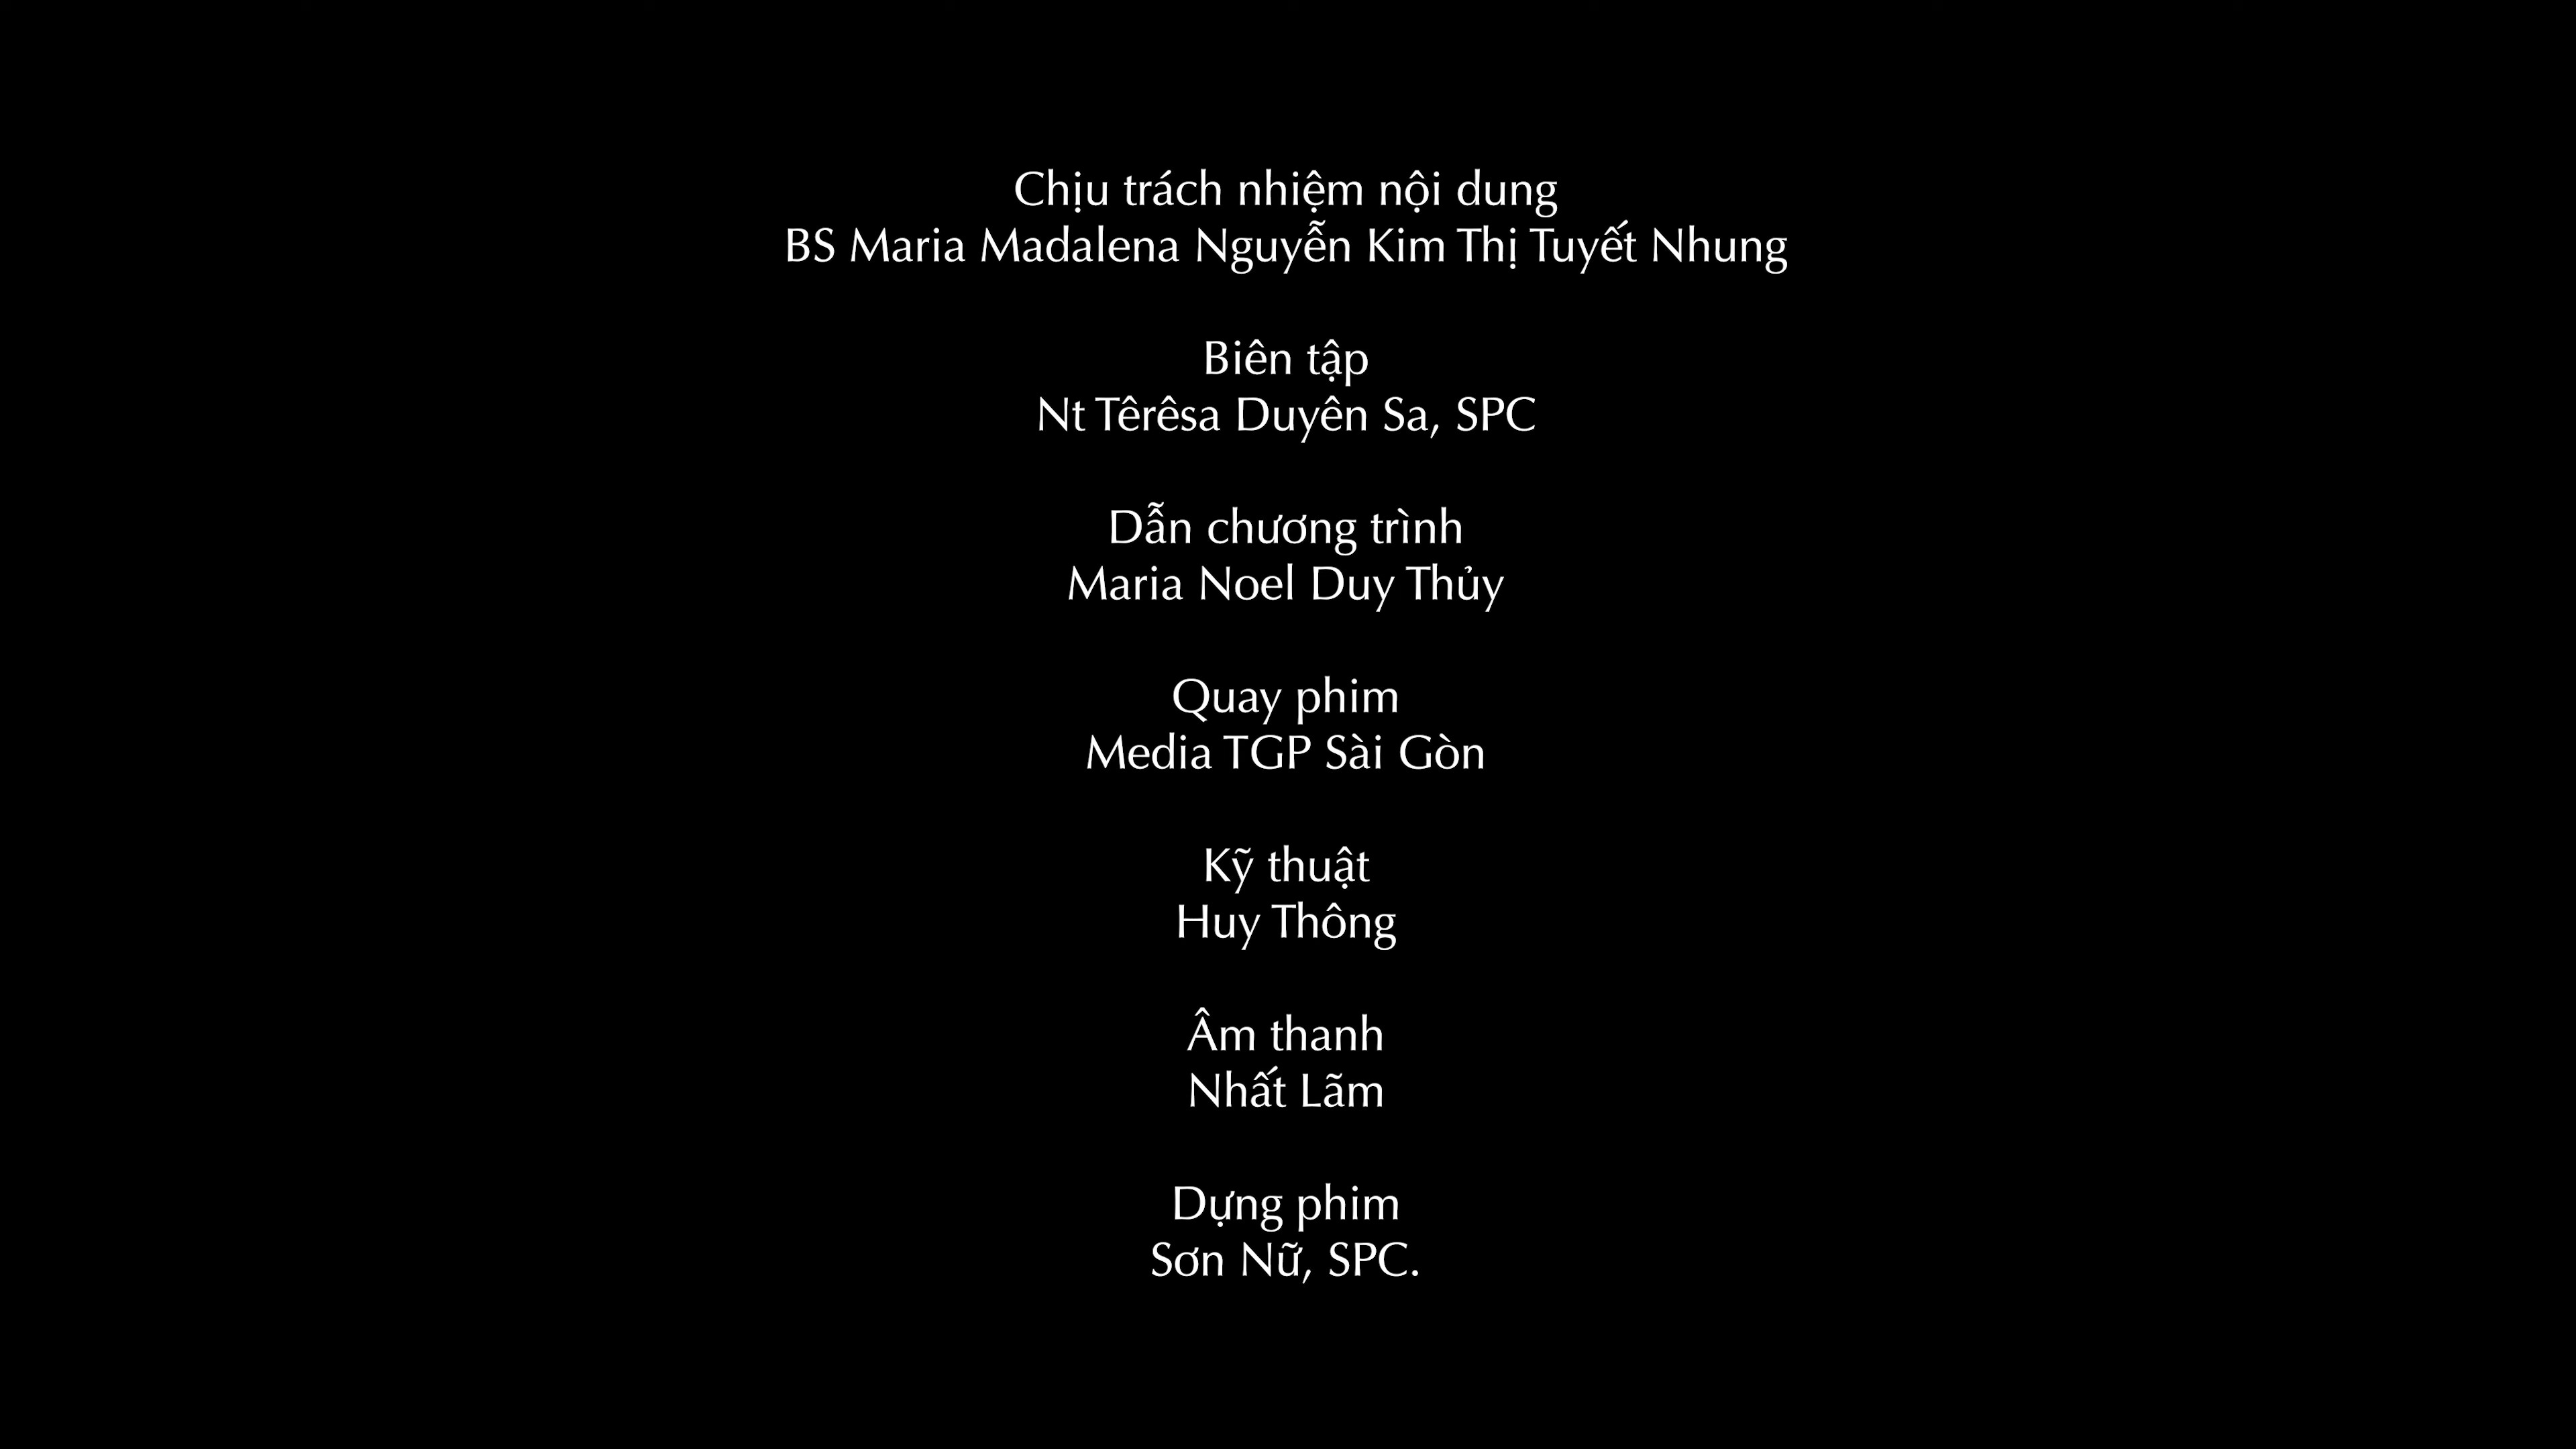 Chịu trách nhiệm nội dung
BS Maria Madalena Nguyễn Kim Thị Tuyết Nhung
Biên tập
Nt Têrêsa Duyên Sa, SPC
Dẫn chương trình
Maria Noel Duy Thủy
Quay phim
Media TGP Sài Gòn
Kỹ thuật
Huy Thông
Âm thanh
Nhất Lãm
Dựng phim
Sơn Nữ, SPC.